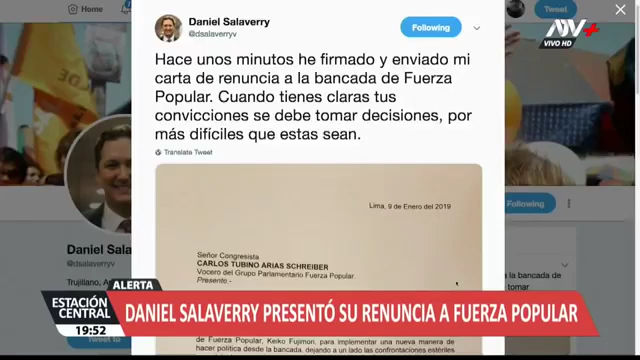 Home
Tweet
Daniel Salaverry
@dsalaverryv
Following
ATV+
VIVO HD
Hace unos minutos he firmado y enviado mi
carta de renuncia a la bancada de Fuerza
Popular. Cuando tienes claras tus
convicciones se debe tomar decisiones, por
más difíciles que estas sean.
Translate Tweet
Lima, 9 de Enero del 2019
Señor Congresista
CARLOS TUBINO ARIAS SCHREIBER
Vocero del Grupo Parlamentario Fuerza Popular
Presente.-
Following
Daniel Salaverry
@dsalaverryv
a la bancada de
tomar
ALERTA
ESTACIÓN
CENTRAL
19:52
DANIEL SALAVERRY PRESENTÓ SU RENUNCIA A FUERZA POPULAR
Tweet to
de Fuerza Popular, Keiko Fujimori, para implementar una nueva manera de
hacer política desde la bancada, dejando a un lado las confrontaciones estériles